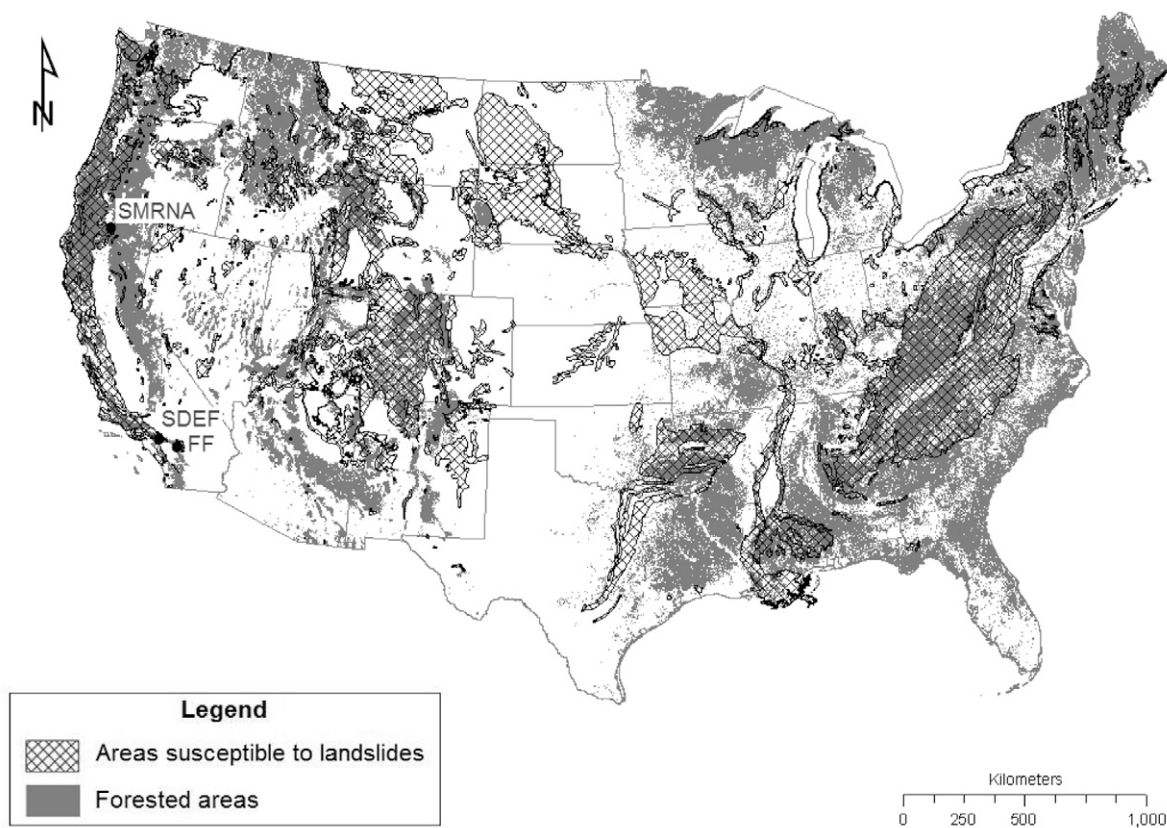 N
SMRNA
SDEF
FF
Legend
Areas susceptible to landslides
Forested areas
Kilometers
0 250 500 1,000